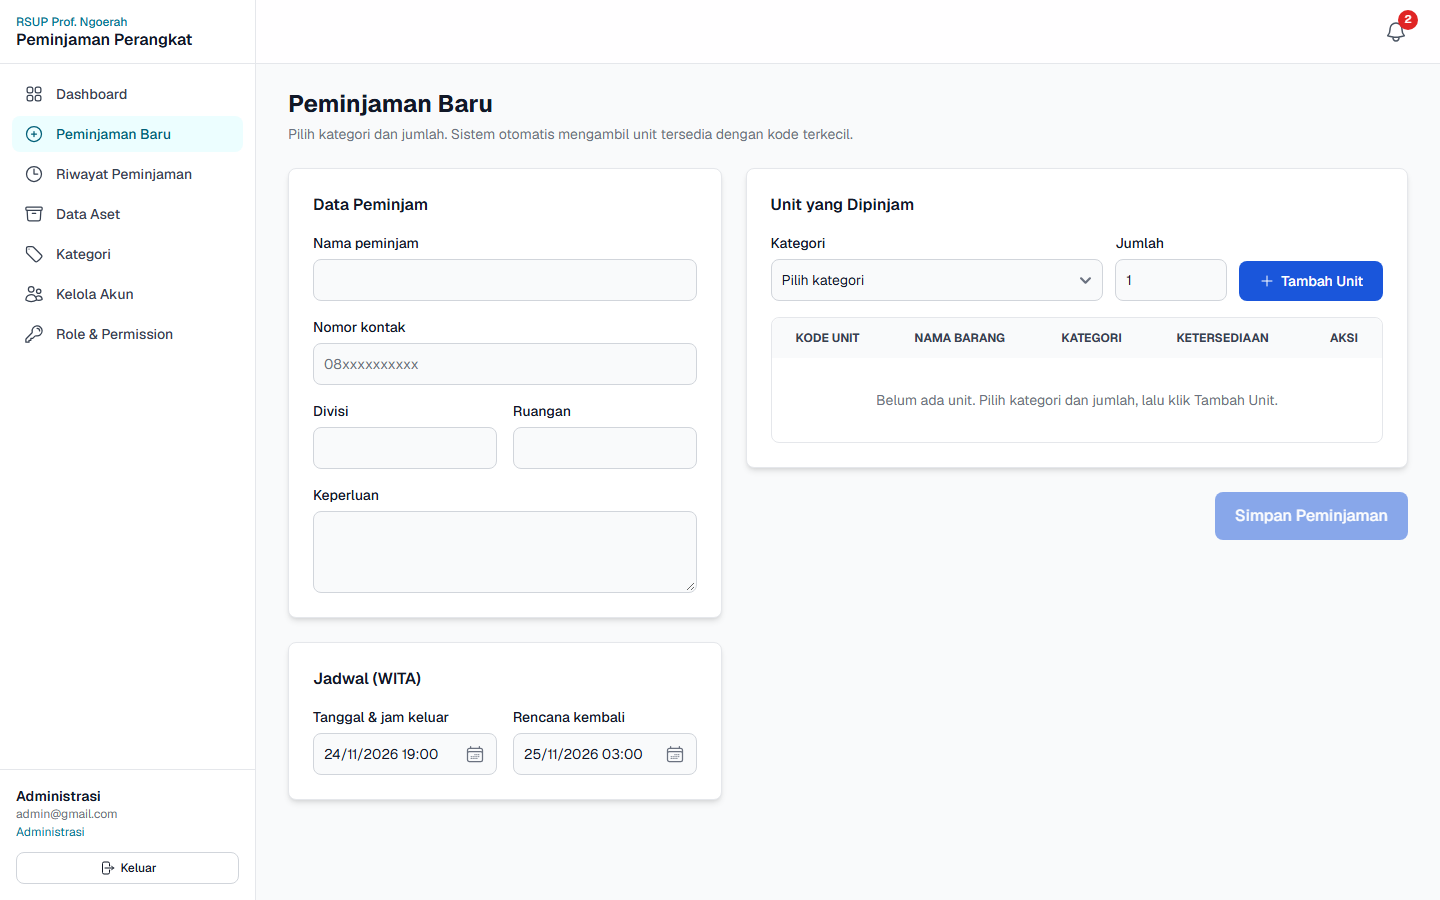 RSUP Prof. Ngoerah
Peminjaman Perangkat
2
Dashboard
Peminjaman Baru
Riwayat Peminjaman
Data Aset
Kategori
Kelola Akun
Role & Permission
Administrasi
admin@gmail.com
Administrasi
Keluar
Peminjaman Baru
Pilih kategori dan jumlah. Sistem otomatis mengambil unit tersedia dengan kode terkecil.
Data Peminjam
Nama peminjam
Nomor kontak
08xxxxxxxxxx
Divisi Ruangan
Keperluan
Jadwal (WITA)
Tanggal & jam keluar Rencana kembali
24/11/2026 19:00 25/11/2026 03:00
Unit yang Dipinjam
Kategori Jumlah
Pilih kategori 1 Tambah Unit
KODE UNIT NAMA BARANG KATEGORI KETERSEDIAAN AKSI
Belum ada unit. Pilih kategori dan jumlah, lalu klik Tambah Unit.
Simpan Peminjaman